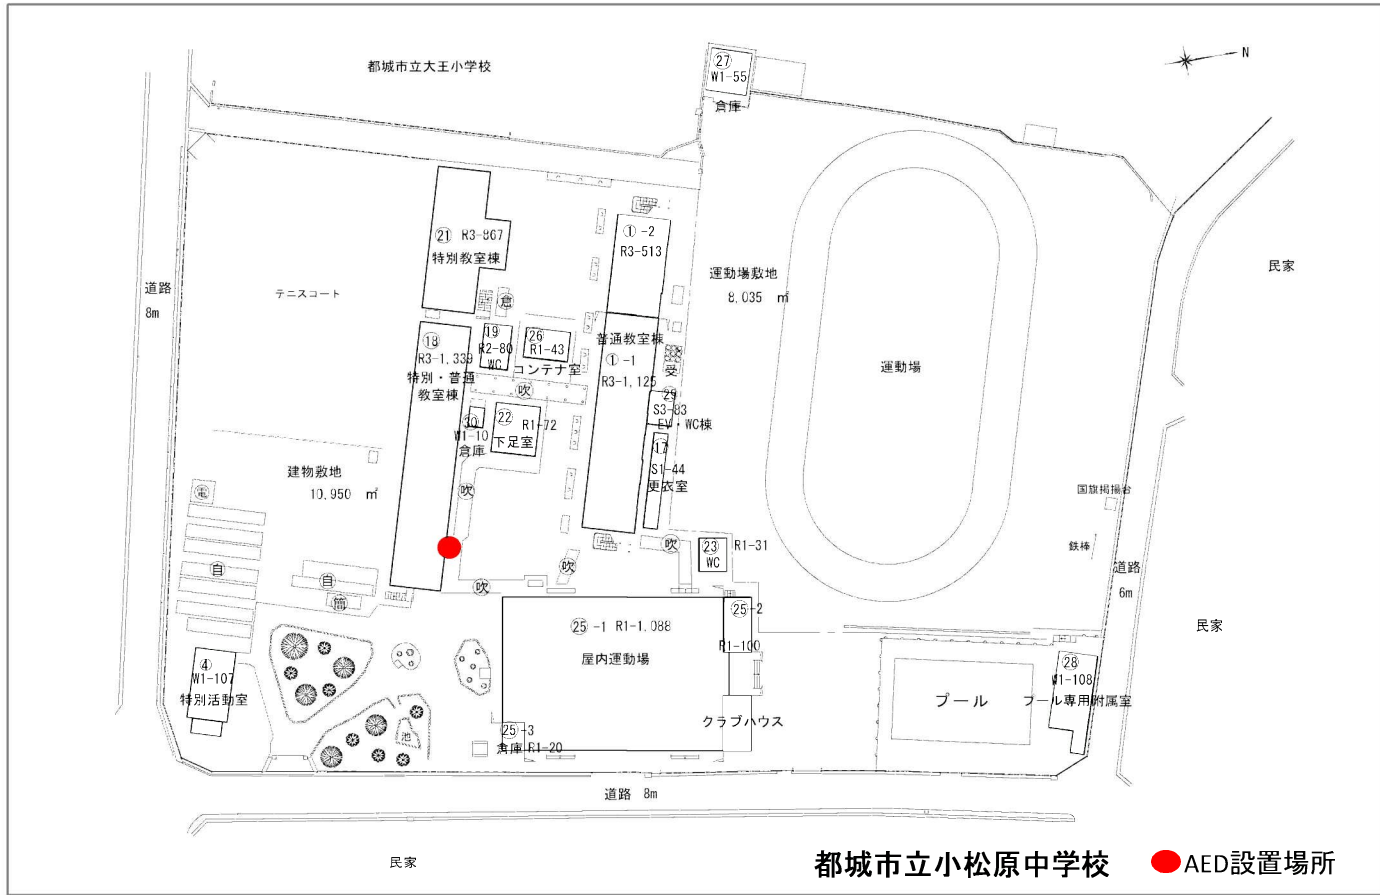 都城市立大王小学校
㉗
W1-55
倉庫
N
㉑ R3-867
特別教室棟
①-2
R3-513
運動場敷地
8,035 ㎡
民家
道路
8m
テニスコート
倉
⑱
R3-1,339
特別・普通
教室棟
⑲
R2-80
WC
㉖
R1-43
コンテナ室
普通教室棟
①-1
R3-1,125
受
運動場
吹
㉙
S3-83
EV・WC棟
㉚
W1-10
倉庫
㉒
R1-72
下足室
⑰
S1-44
更衣室
建物敷地
10,950 ㎡
電
吹
国旗掲揚台
鉄棒
吹
㉓
WC
R1-31
自
自
吹
吹
道路
6m
㉕-1 R1-1,088
屋内運動場
㉕-2
R1-100
民家
④
W1-107
特別活動室
㉘
W1-108
プール専用附属室
プール
池
㉕-3
倉庫 R1-20
クラブハウス
道路 8m
民家
都城市立小松原中学校
AED設置場所